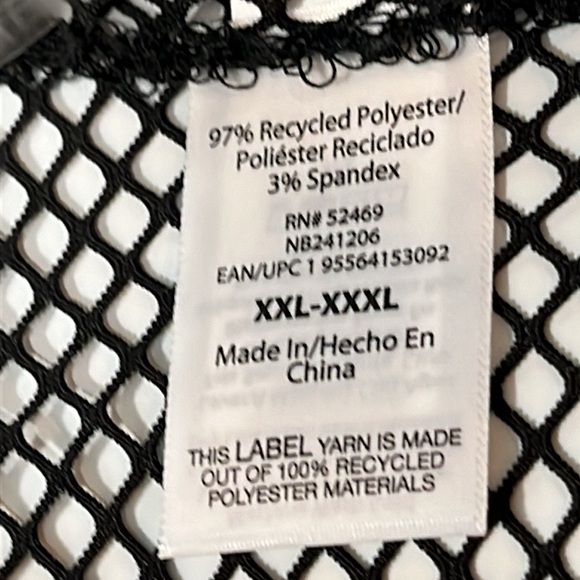 97% Recycled Polyester/
Poliéster Reciclado
3% Spandex
RN# 52469
NB241206
EAN/UPC 1 95564153092
XXL-XXXL
Made In/Hecho En
China
THIS LABEL YARN IS MADE
OUT OF 100% RECYCLED
POLYESTER MATERIALS